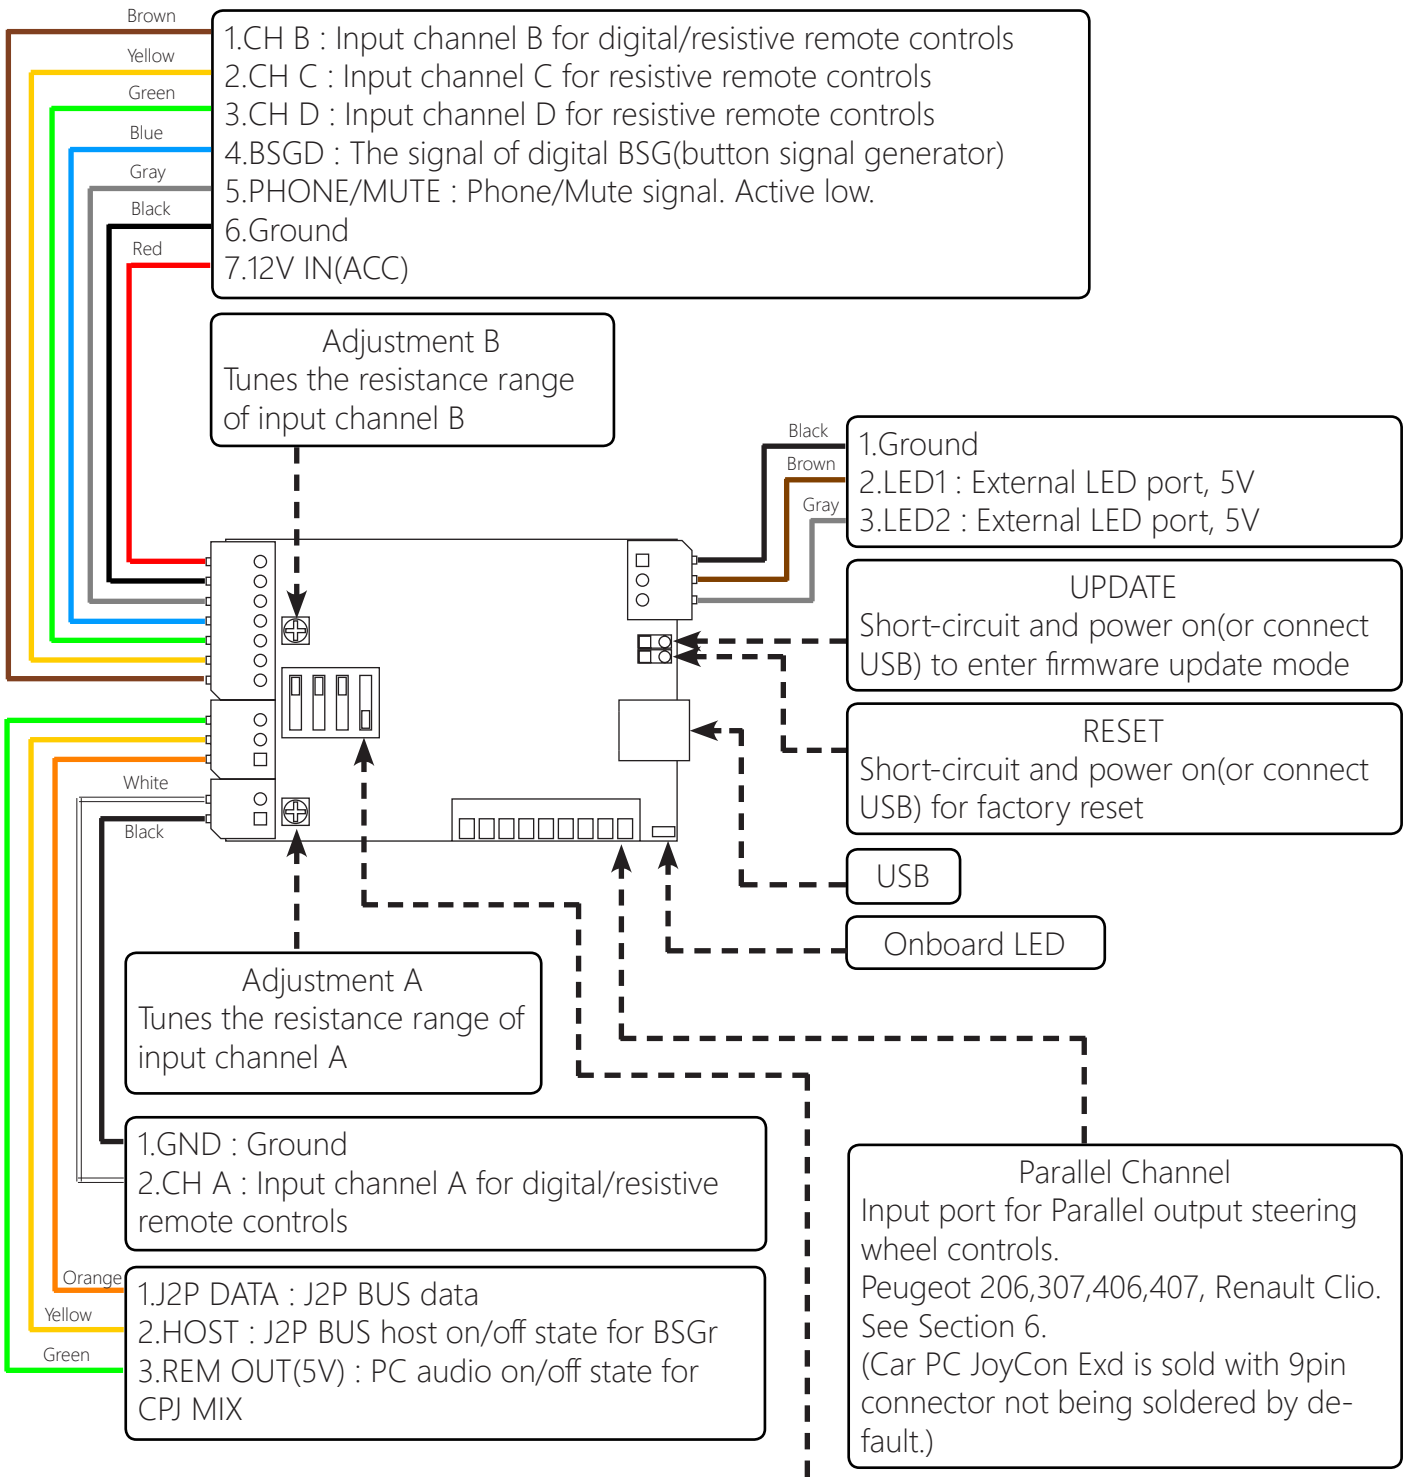 Brown
Yellow
Green
Blue
Gray
Black
Red
1.CH B : Input channel B for digital/resistive remote controls
2.CH C : Input channel C for resistive remote controls
3.CH D : Input channel D for resistive remote controls
4.BSGD : The signal of digital BSG(button signal generator)
5.PHONE/MUTE : Phone/Mute signal. Active low.
6.Ground
7.12V IN(ACC)
Adjustment B
Tunes the resistance range
of input channel B
Black
Brown
Gray
1.Ground
2.LED1 : External LED port, 5V
3.LED2 : External LED port, 5V
UPDATE
Short-circuit and power on(or connect
USB) to enter firmware update mode
RESET
Short-circuit and power on(or connect
USB) for factory reset
USB
Onboard LED
White
Black
Adjustment A
Tunes the resistance range of
input channel A
1.GND : Ground
2.CH A : Input channel A for digital/resistive
remote controls
Orange
Yellow
Green
1.J2P DATA : J2P BUS data
2.HOST : J2P BUS host on/off state for BSGr
3.REM OUT(5V) : PC audio on/off state for
CPJ MIX
Parallel Channel
Input port for Parallel output steering
wheel controls.
Peugeot 206,307,406,407, Renault Clio.
See Section 6.
(Car PC JoyCon Exd is sold with 9pin
connector not being soldered by de-
fault.)